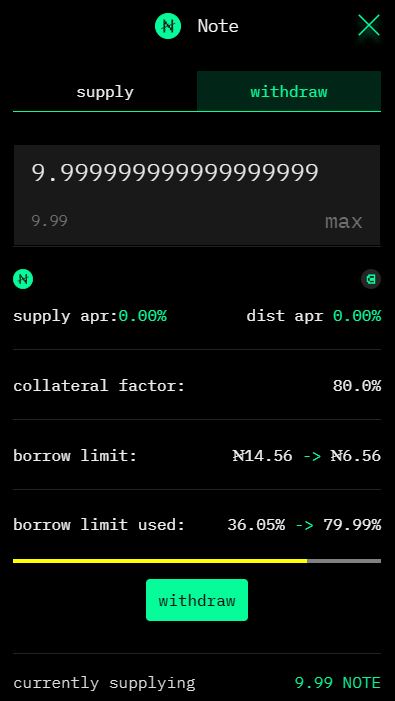 Note
supply withdraw
9.999999999999999999
9.99 max
supply apr:0.00% dist apr 0.00%
collateral factor: 80.0%
borrow limit: ₦14.56 -> ₦6.56
borrow limit used: 36.05% -> 79.99%
withdraw
currently supplying 9.99 NOTE